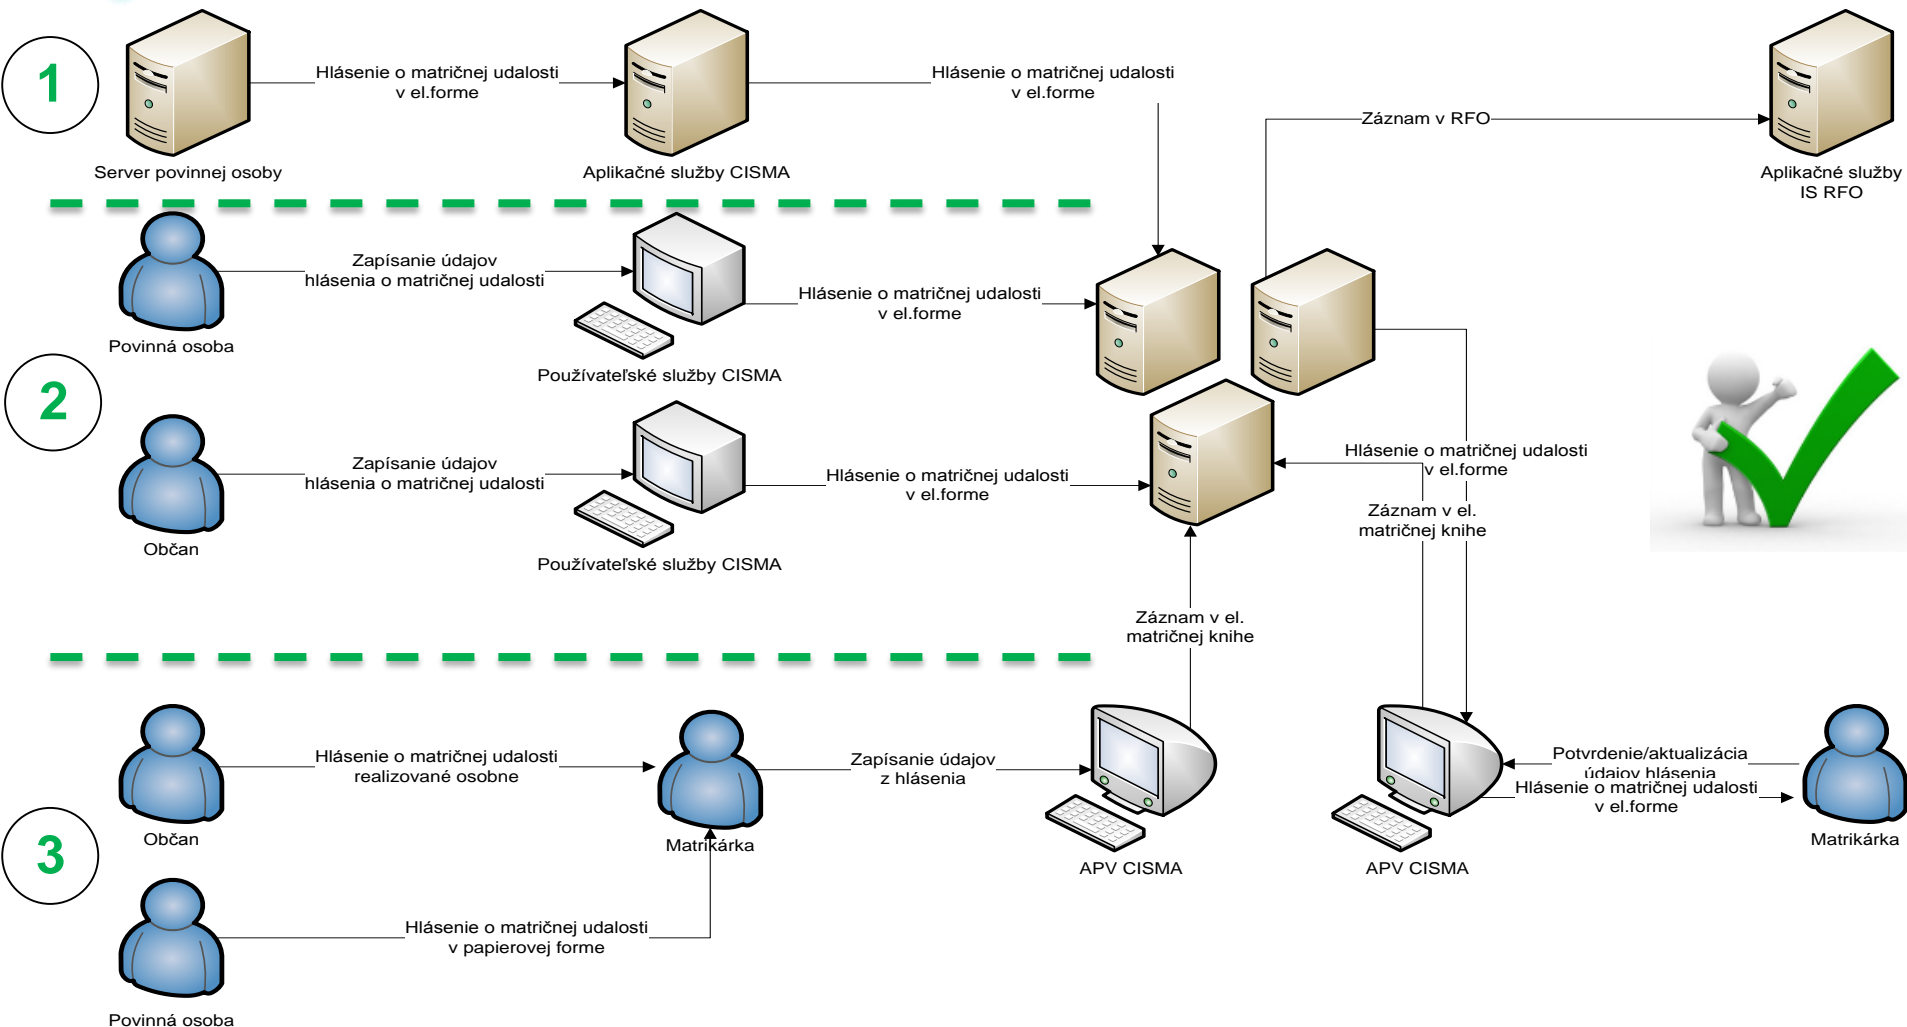 1
Hlásenie o matričnej udalosti
v el.forme
Hlásenie o matričnej udalosti
v el.forme
Záznam v RFO
Server povinnej osoby
Aplikačné služby CISMA
Aplikačné služby
IS RFO
2
Zapísanie údajov
hlásenia o matričnej udalosti
Hlásenie o matričnej udalosti
v el.forme
Povinná osoba
Používateľské služby CISMA
Zapísanie údajov
hlásenia o matričnej udalosti
Hlásenie o matričnej udalosti
v el.forme
Hlásenie o matričnej udalosti
v el.forme
Záznam v el.
matričnej knihe
Občan
Používateľské služby CISMA
Záznam v el.
matričnej knihe
3
Hlásenie o matričnej udalosti
realizované osobne
Zapísanie údajov
z hlásenia
Potvrdenie/aktualizácia
údajov hlásenia
Hlásenie o matričnej udalosti
v el.forme
Občan
Matrikárka
APV CISMA
APV CISMA
Matrikárka
Hlásenie o matričnej udalosti
v papierovej forme
Povinná osoba